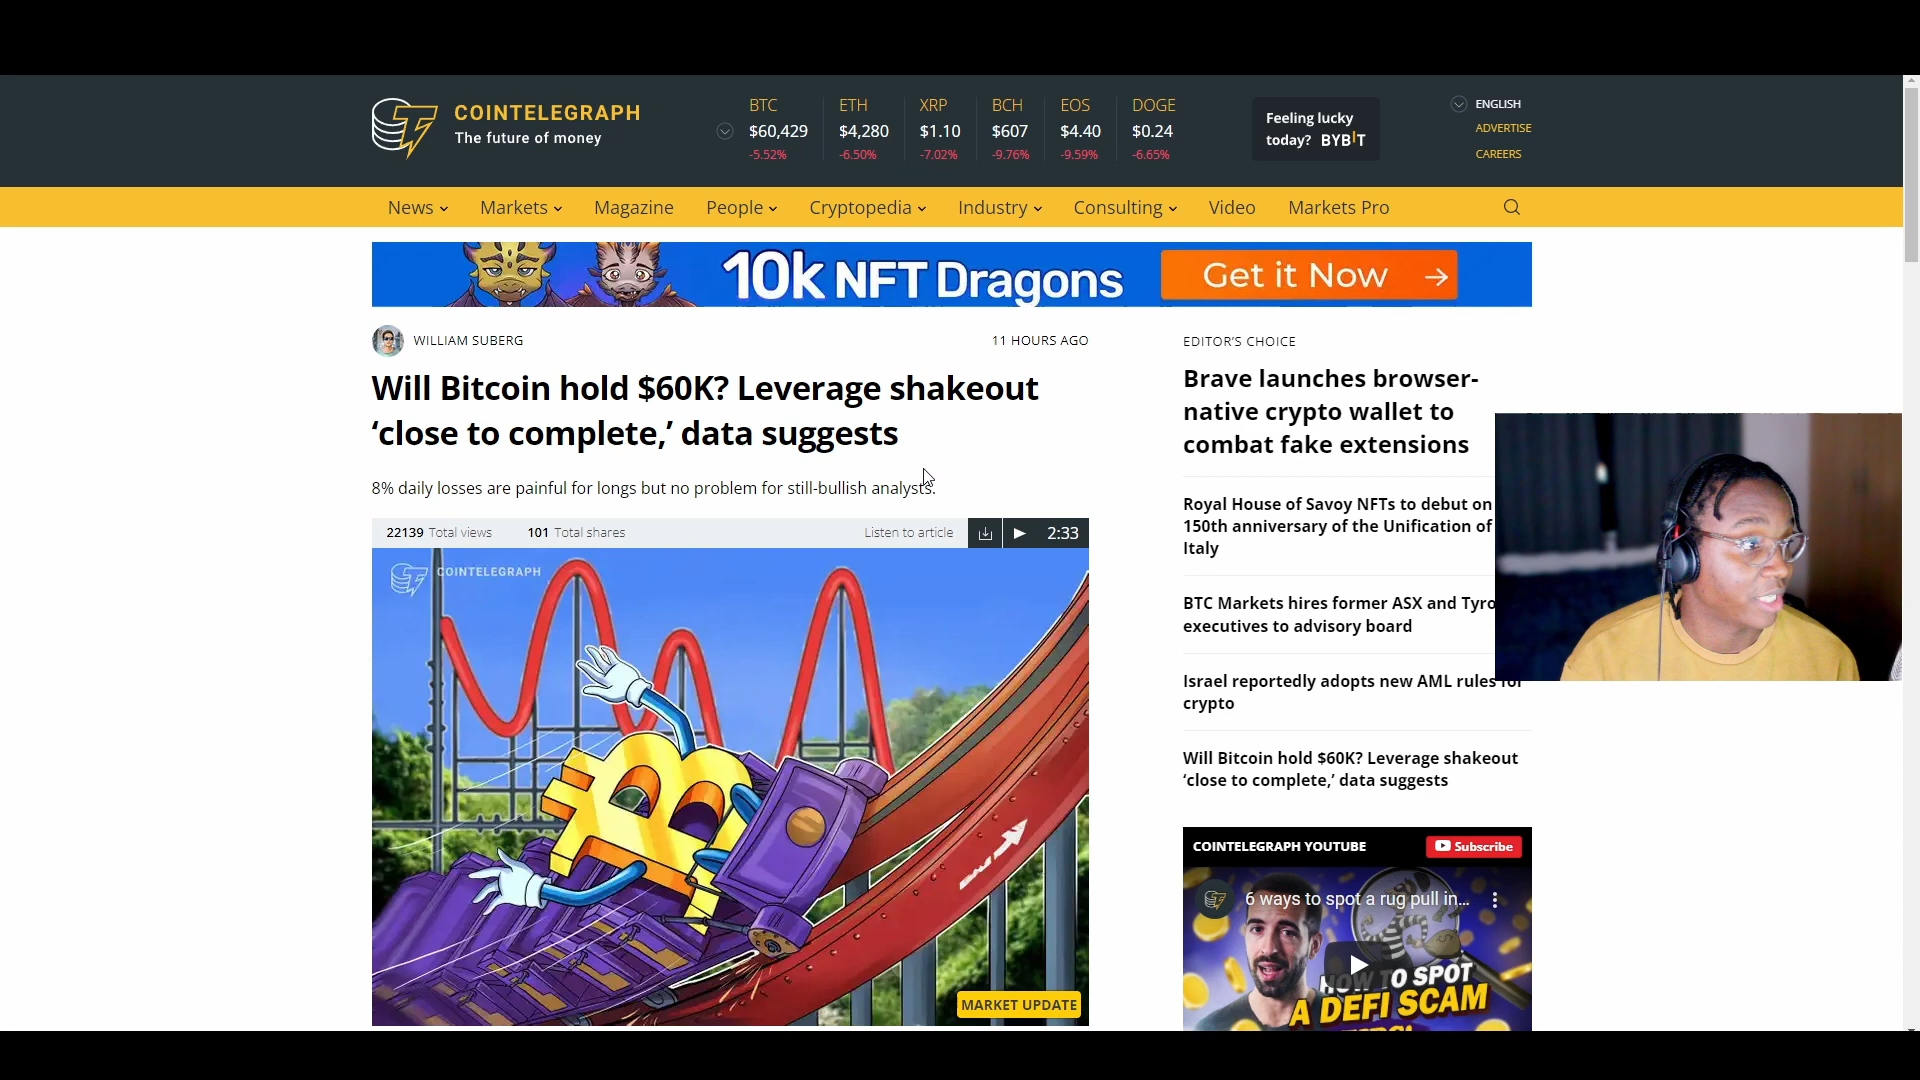 COINTELEGRAPH
The future of money
BTC
$60,429
-5.52%
ETH
$4,280
-6.50%
XRP
$1.10
-7.02%
BCH
$607
-9.76%
EOS
$4.40
-9.59%
DOGE
$0.24
-6.65%
Feeling lucky
today? BYBIT
ENGLISH
ADVERTISE
CAREERS
News
Markets
Magazine
People
Cryptopedia
Industry
Consulting
Video
Markets Pro
10k NFT Dragons
Get it Now
WILLIAM SUBERG
11 HOURS AGO
Will Bitcoin hold $60K? Leverage shakeout
‘close to complete,’ data suggests
8% daily losses are painful for longs but no problem for still-bullish analysts.
22139 Total views
101 Total shares
Listen to article
2:33
COINTELEGRAPH
MARKET UPDATE
EDITOR’S CHOICE
Brave launches browser-
native crypto wallet to
combat fake extensions
Royal House of Savoy NFTs to debut on
150th anniversary of the Unification of
Italy
BTC Markets hires former ASX and Tyro
executives to advisory board
Israel reportedly adopts new AML rules for
crypto
Will Bitcoin hold $60K? Leverage shakeout
‘close to complete,’ data suggests
COINTELEGRAPH YOUTUBE
Subscribe
6 ways to spot a rug pull in...
HOW TO SPOT
A DEFI SCAM